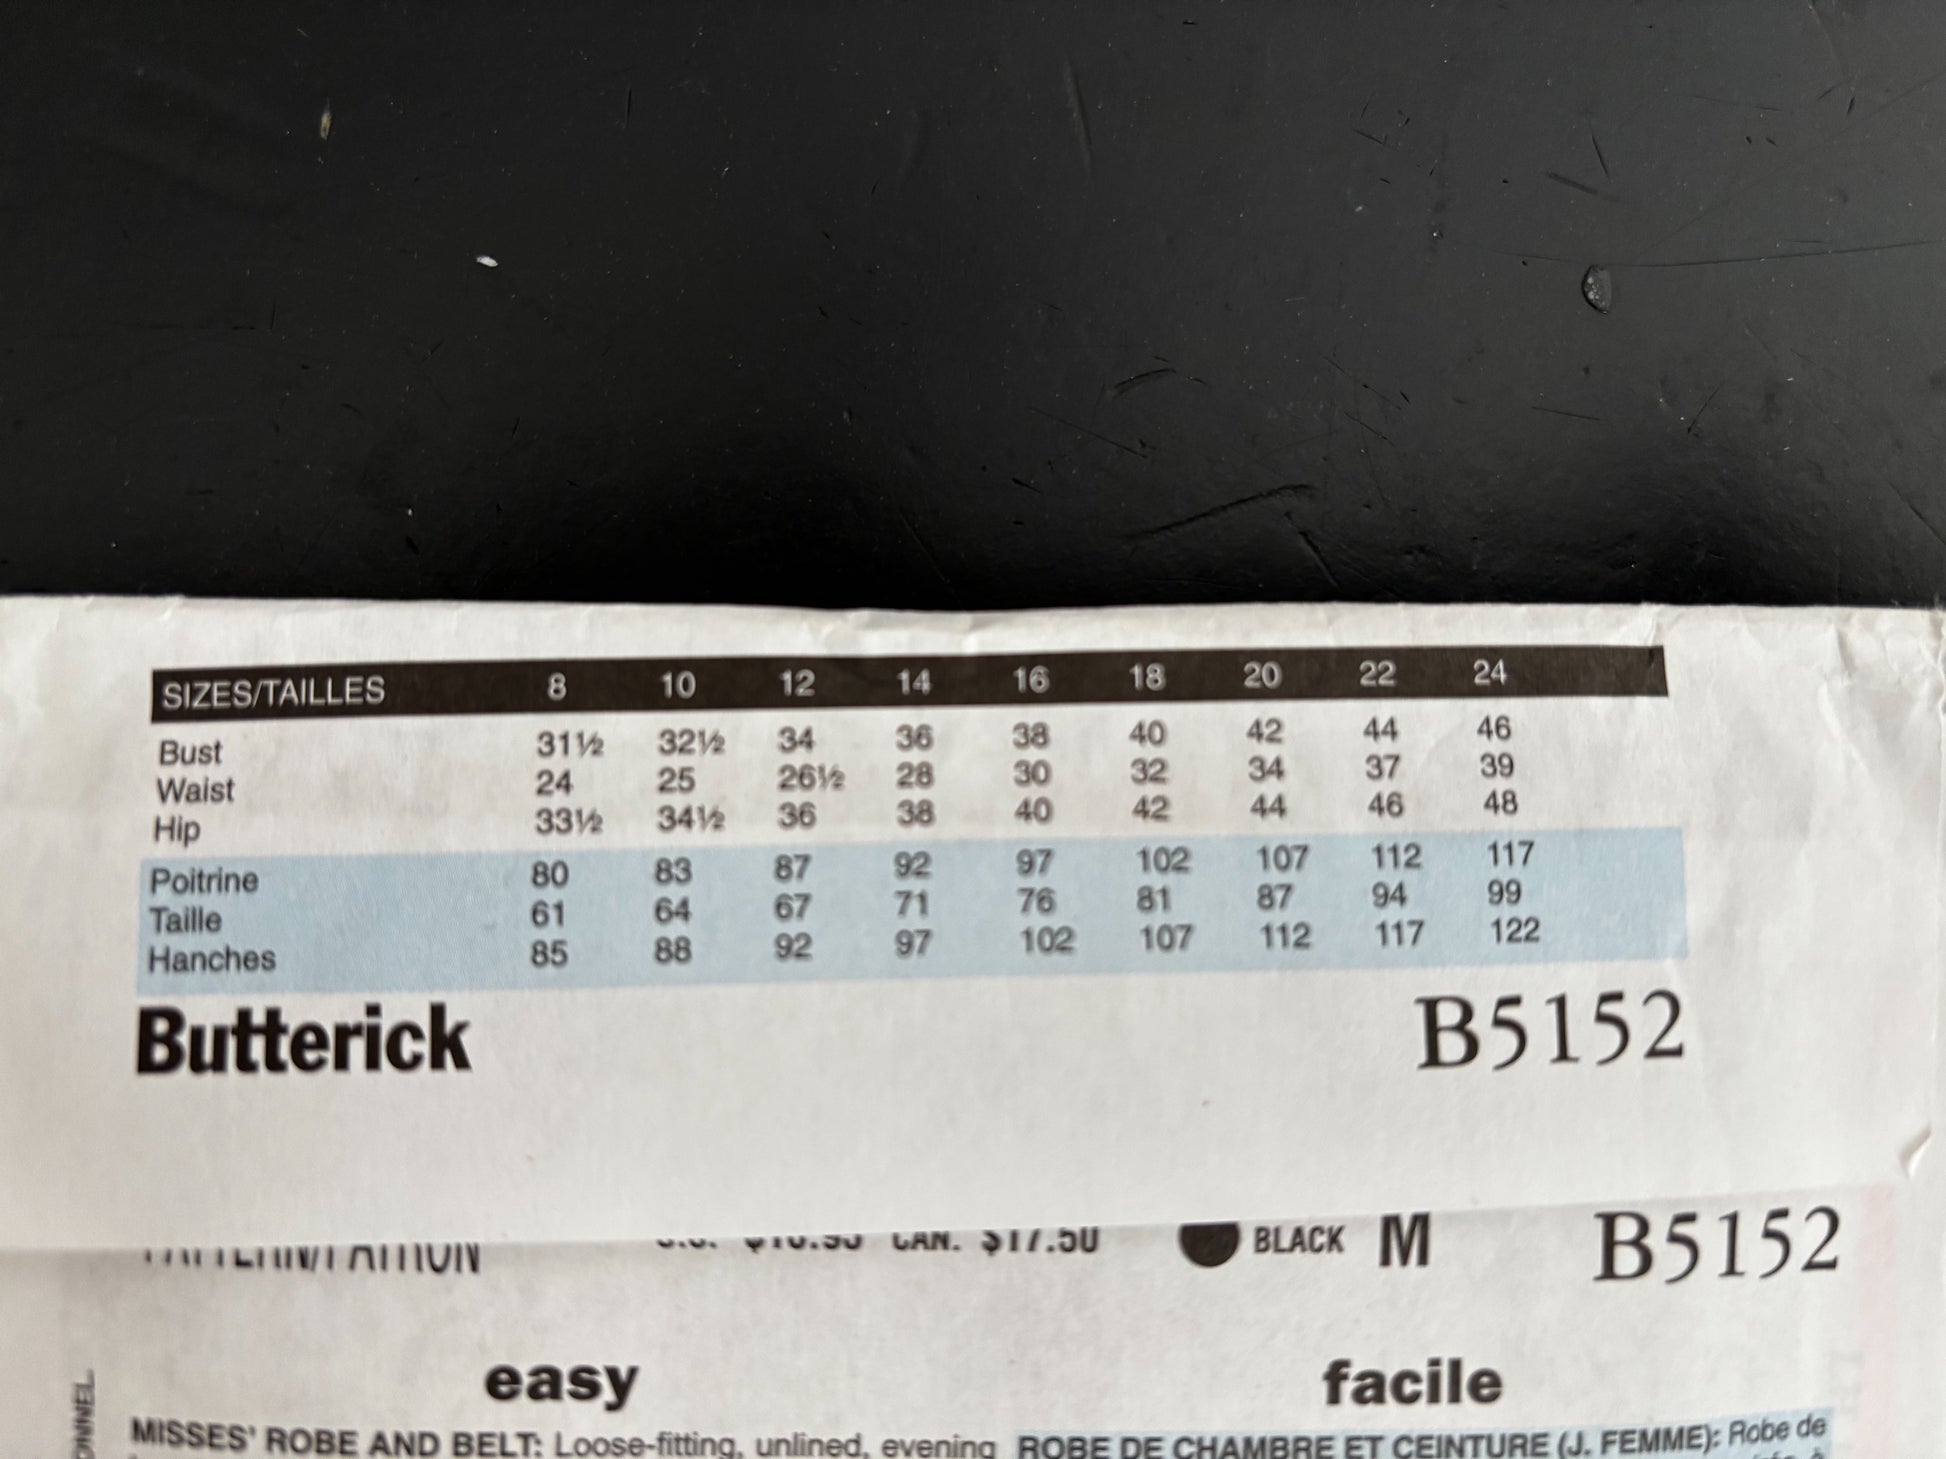 SIZES/TAILLES 8 10 12 14 16 18 20 22 24
Bust 31½ 32½ 34 36 38 40 42 44 46
Waist 24 25 26½ 28 30 32 34 37 39
Hip 33½ 34½ 36 38 40 42 44 46 48
Poitrine 80 83 87 92 97 102 107 112 117
Taille 61 64 67 71 76 81 87 94 99
Hanches 85 88 92 97 102 107 112 117 122
Butterick B5152
CAN. $17.50 BLACK M B5152
easy facile
MISSES' ROBE AND BELT: Loose-fitting, unlined, evening
ROBE DE CHAMBRE ET CEINTURE (J. FEMME): Robe de